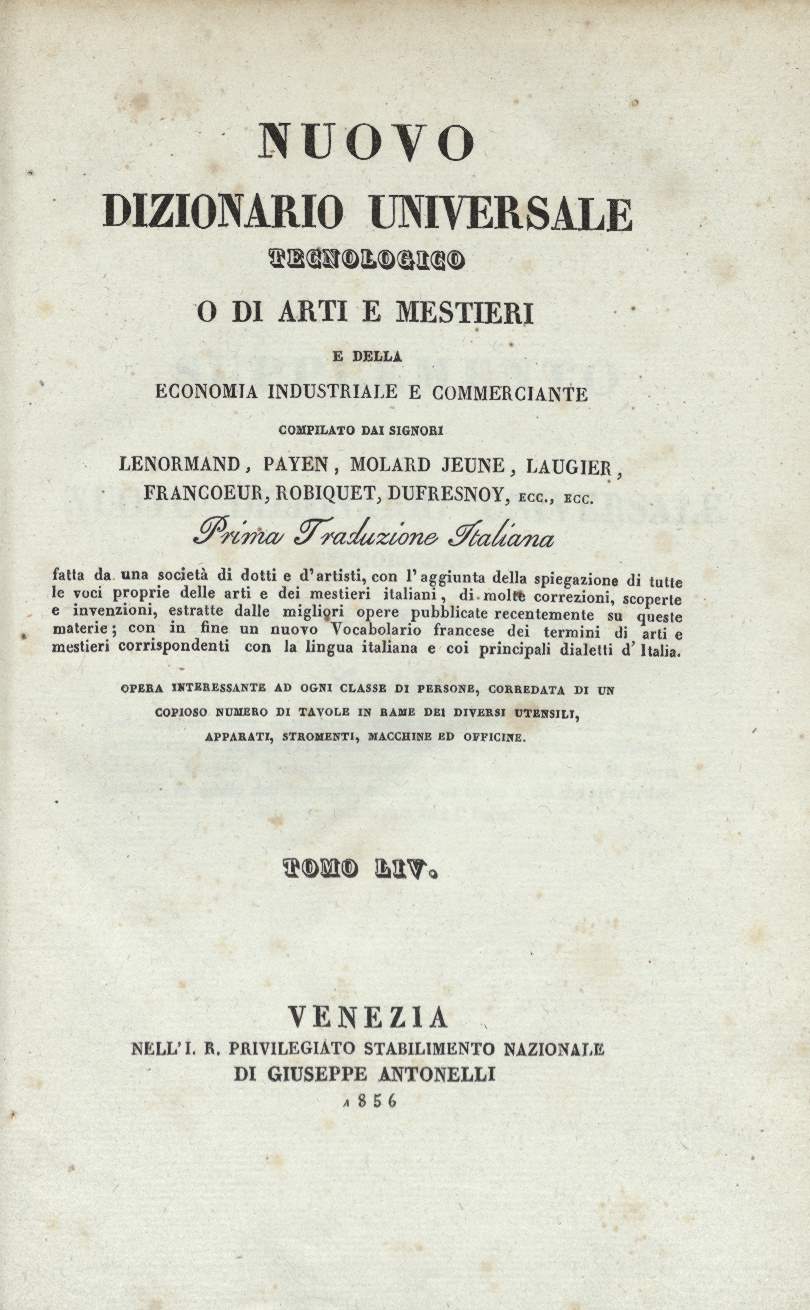 NUOVO
DIZIONARIO UNIVERSALE
TECNOLOGICO
O DI ARTI E MESTIERI
E DELLA
ECONOMIA INDUSTRIALE E COMMERCIANTE
COMPILATO DAI SIGNORI
LENORMAND, PAYEN, MOLARD JEUNE, LAUGIER,
FRANCOEUR, ROBIQUET, DUFRESNOY, ECC., ECC.
Prima Traduzione Italiana
fatta da una società di dotti e d'artisti, con l'aggiunta della spiegazione di tutte
le voci proprie delle arti e dei mestieri italiani, di molte correzioni, scoperte
e invenzioni, estratte dalle migliori opere pubblicate recentemente su queste
materie; con in fine un nuovo Vocabolario francese dei termini di arti e
mestieri corrispondenti con la lingua italiana e coi principali dialetti d'Italia.
OPERA INTERESSANTE AD OGNI CLASSE DI PERSONE, CORREDATA DI UN
COPIOSO NUMERO DI TAVOLE IN RAME DEI DIVERSI UTENSILI,
APPARATI, STROMENTI, MACCHINE ED OFFICINE.
TOMO LIV.
VENEZIA
NELL'I. R. PRIVILEGIATO STABILIMENTO NAZIONALE
DI GIUSEPPE ANTONELLI
1856